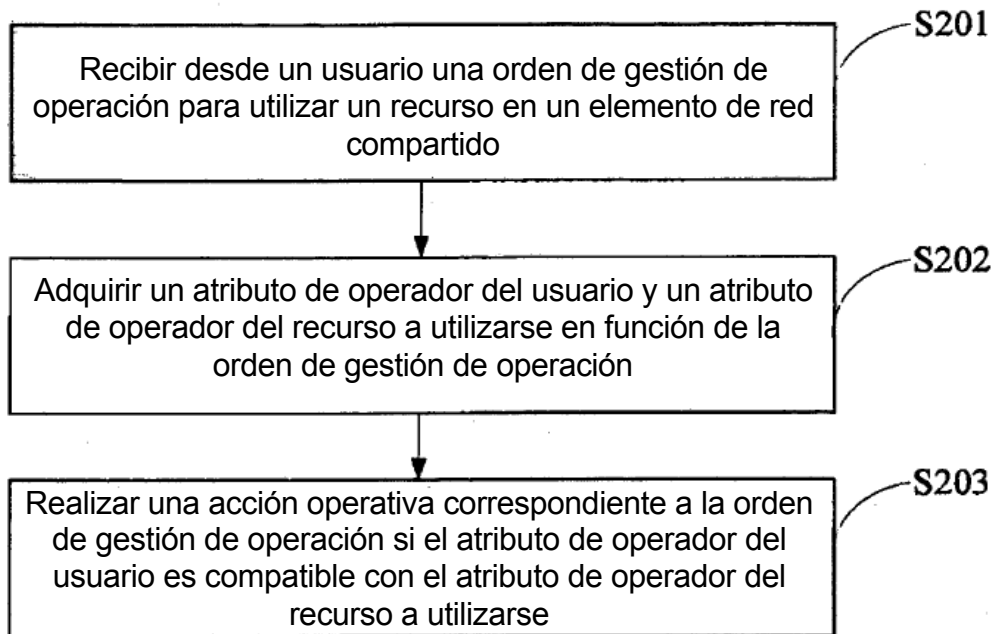 S201
Recibir desde un usuario una orden de gestión de
operación para utilizar un recurso en un elemento de red
compartido
S202
Adquirir un atributo de operador del usuario y un atributo
de operador del recurso a utilizarse en función de la
orden de gestión de operación
S203
Realizar una acción operativa correspondiente a la orden
de gestión de operación si el atributo de operador del
usuario es compatible con el atributo de operador del
recurso a utilizarse